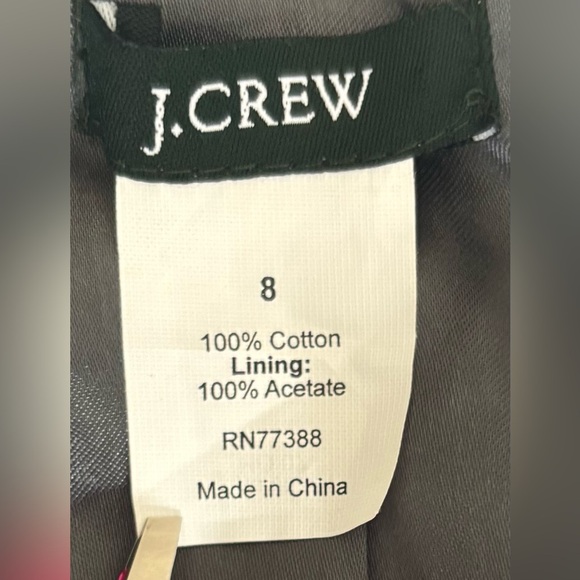 J.CREW
8
100% Cotton
Lining:
100% Acetate
RN77388
Made in China